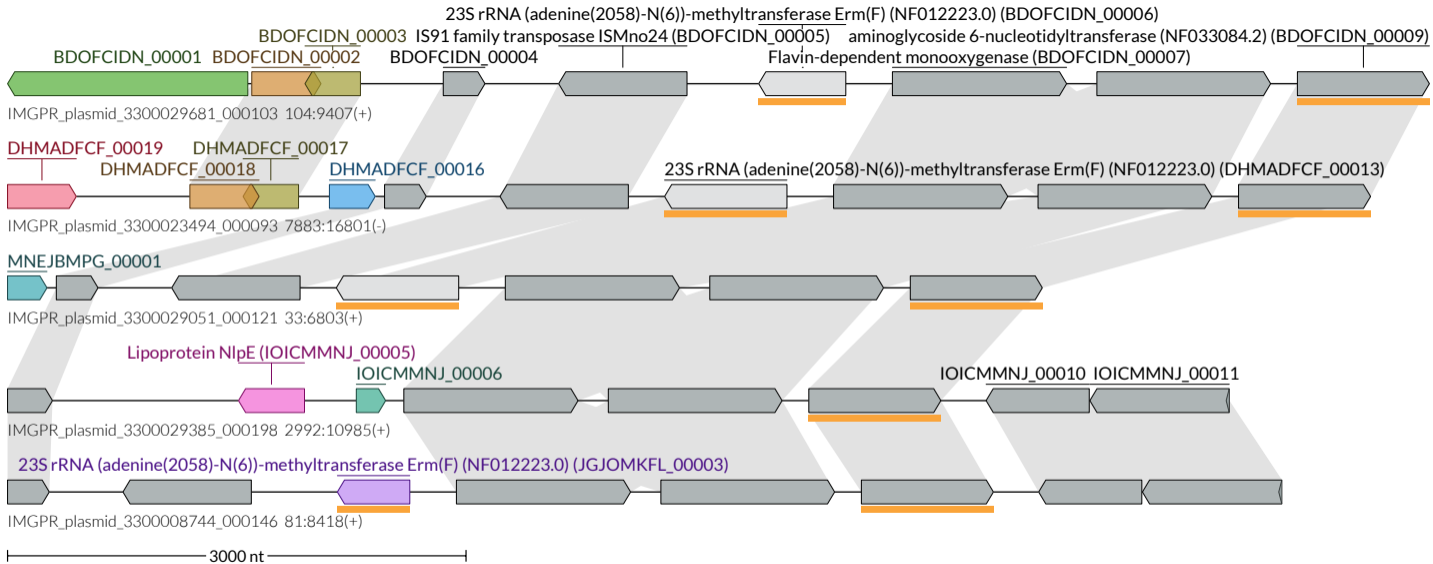 23S rRNA (adenine(2058)-N(6))-methyltransferase Erm(F) (NF012223.0) (BDOFCIDN_00006)
BDOFCIDN_00003 IS91 family transposase ISMno24 (BDOFCIDN_00005) aminoglycoside 6-nucleotidyltransferase (NF033084.2) (BDOFCIDN_00009)
BDOFCIDN_00001 BDOFCIDN_00002 BDOFCIDN_00004 Flavin-dependent monooxygenase (BDOFCIDN_00007)
IMGPR_plasmid_3300029681_000103 104:9407(+)
DHMADFCF_00019 DHMADFCF_00017
DHMADFCF_00018 DHMADFCF_00016 23S rRNA (adenine(2058)-N(6))-methyltransferase Erm(F) (NF012223.0) (DHMADFCF_00013)
IMGPR_plasmid_3300023494_000093 7883:16801(-)
MNEJBMPG_00001
IMGPR_plasmid_3300029051_000121 33:6803(+)
Lipoprotein NlpE (IOICMMNJ_00005)
IOICMMNJ_00006 IOICMMNJ_00010 IOICMMNJ_00011
IMGPR_plasmid_3300029385_000198 2992:10985(+)
23S rRNA (adenine(2058)-N(6))-methyltransferase Erm(F) (NF012223.0) (JGJOMKFL_00003)
IMGPR_plasmid_3300008744_000146 81:8418(+)
3000 nt